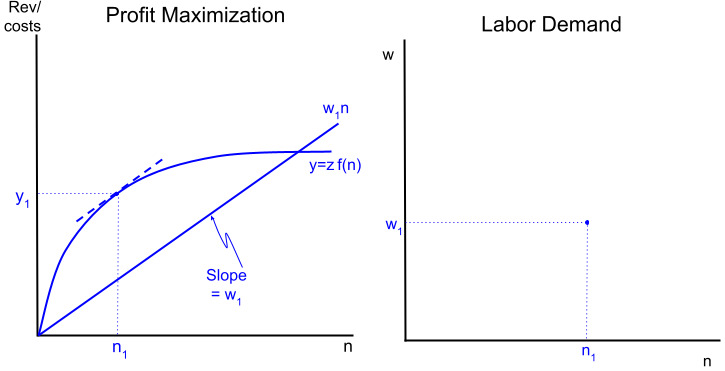 Rev/
costs
Profit Maximization
w₁n
y=z f(n)
y₁
Slope
= w₁
n₁
n
Labor Demand
w
w₁
n₁
n